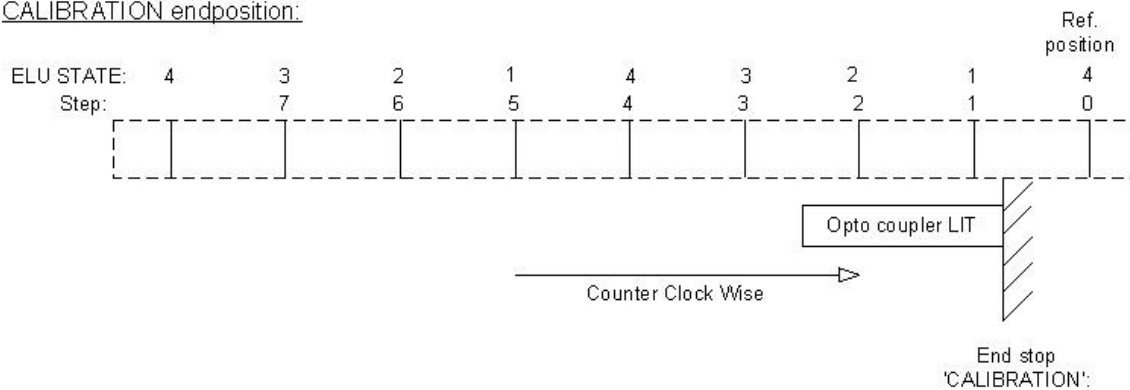 CALIBRATION endposition:
Ref.
position
ELU STATE: 4 3 2 1 4 3 2 1 4
Step: 7 6 5 4 3 2 1 0
Opto coupler LIT
Counter Clock Wise
End stop
'CALIBRATION':